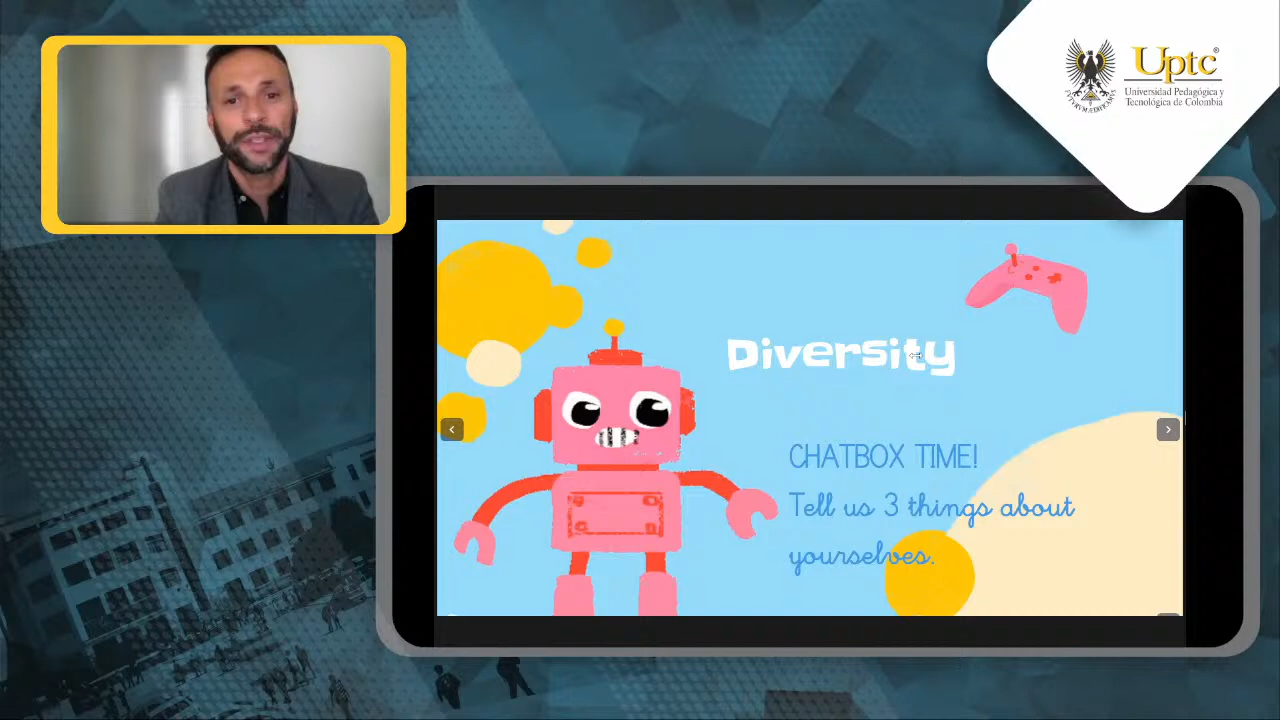 Uptc
Universidad Pedagógica y
Tecnológica de Colombia
Diversity
CHATBOX TIME!
Tell us 3 things about
yourselves.